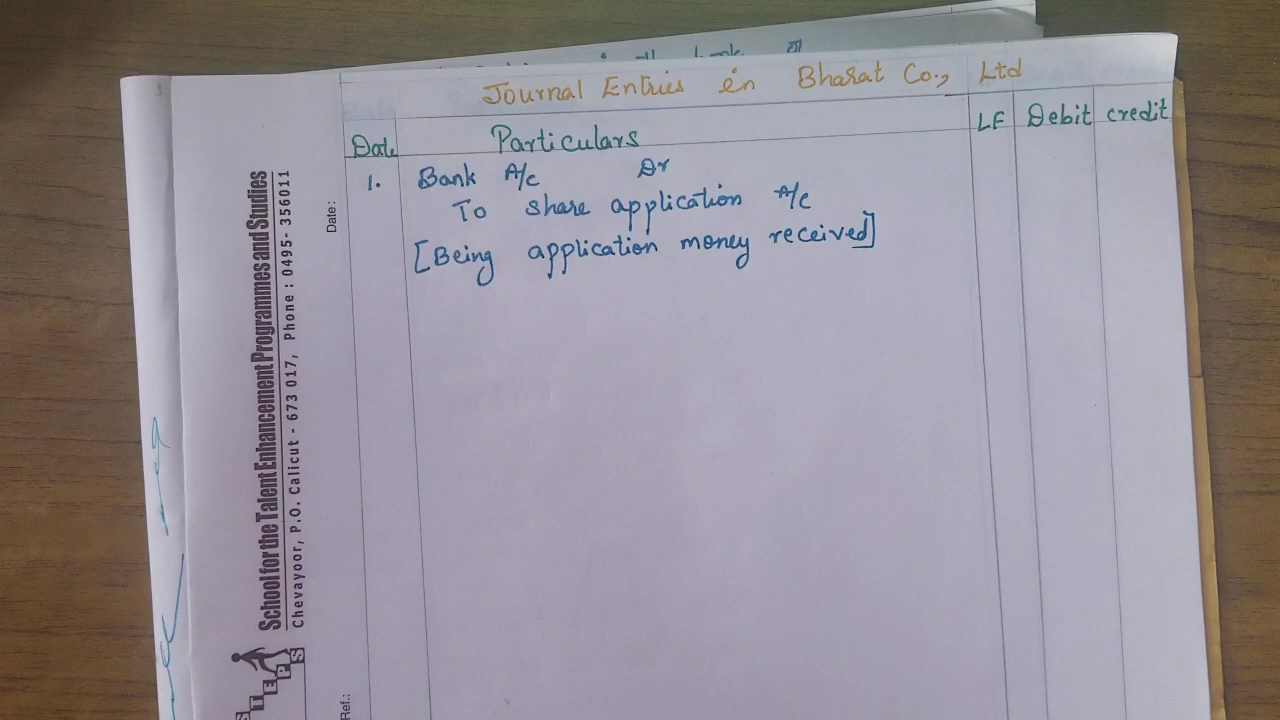 Journal Entries in Bharat Co., Ltd
Date Particulars LF Debit credit
1. Bank A/c Dr
To share application A/c
[Being application money received]
School for the Talent Enhancement Programmes and Studies
Chevayoor, P.O. Calicut - 673 017, Phone : 0495- 356011
Date :
Ref.:
STEPS